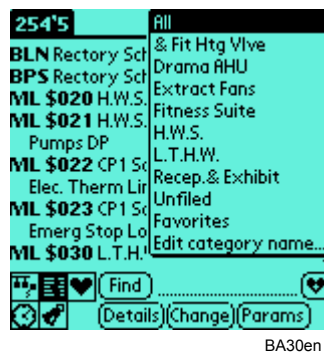 254'5
All
& Fit Htg Vlve
Drama AHU
Extract Fans
Fitness Suite
H.W.S.
L.T.H.W.
Recep.& Exhibit
Unfiled
Favorites
Edit category name...
BLN Rectory Sch
BPS Rectory Sch
ML $020 H.W.S.
ML $021 H.W.S.
Pumps DP
ML $022 CP1 Sc
Elec. Therm Lir
ML $023 CP1 Sc
Emerg Stop Lo
ML $030 L.T.H.
Find
Details Change Params
BA30en